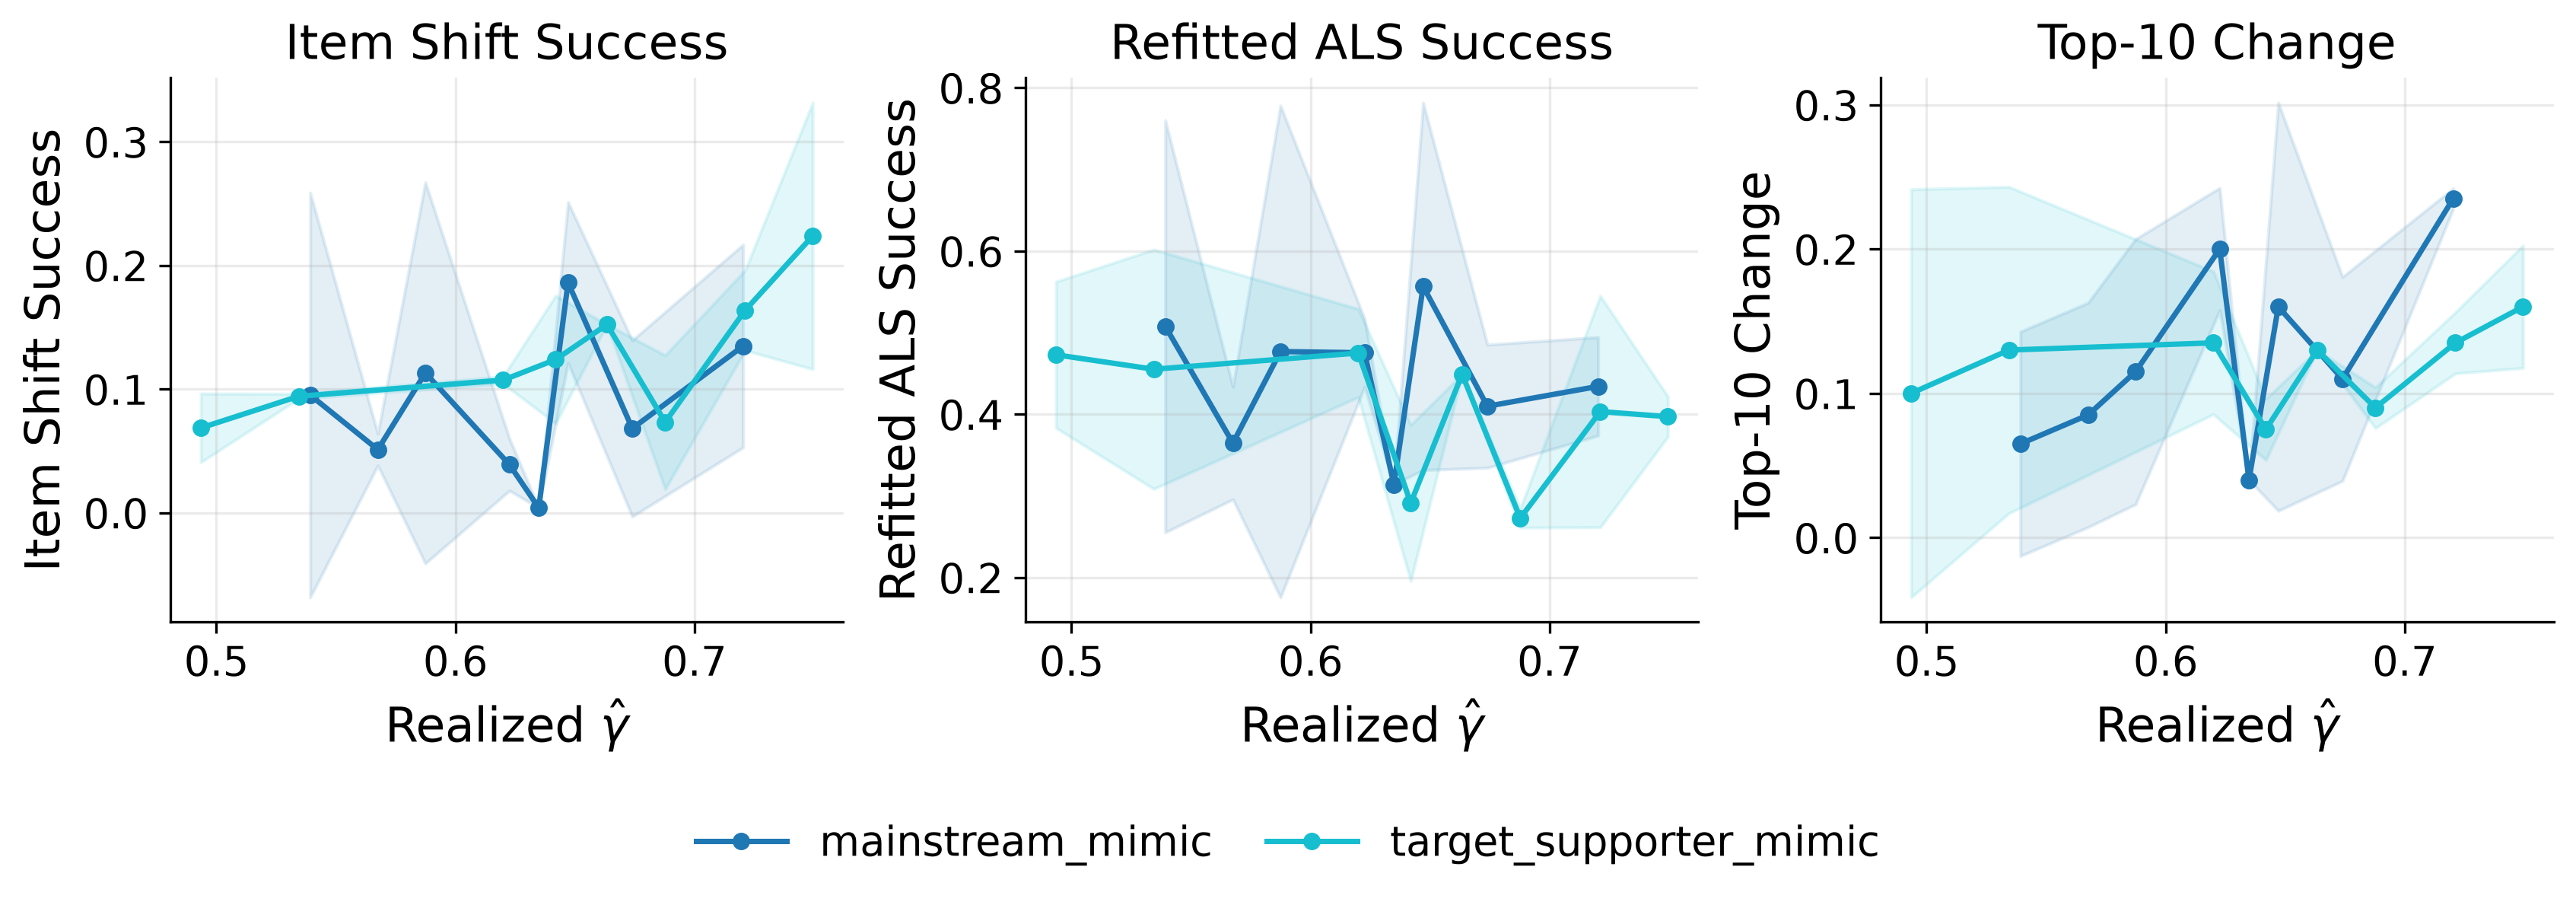 Item Shift Success
Item Shift Success
0.3
0.2
0.1
0.0
0.5 0.6 0.7
Realized γ̂
Refitted ALS Success
Refitted ALS Success
0.8
0.6
0.4
0.2
0.5 0.6 0.7
Realized γ̂
Top-10 Change
Top-10 Change
0.3
0.2
0.1
0.0
0.5 0.6 0.7
Realized γ̂
mainstream_mimic target_supporter_mimic